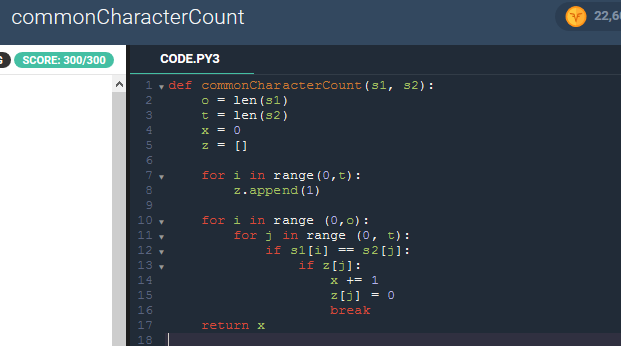 commonCharacterCount
22,6
SCORE: 300/300
CODE.PY3
1 def commonCharacterCount(s1, s2):
2     o = len(s1)
3     t = len(s2)
4     x = 0
5     z = []
6
7     for i in range(0,t):
8         z.append(1)
9
10     for i in range (0,o):
11         for j in range (0, t):
12             if s1[i] == s2[j]:
13                 if z[j]:
14                     x += 1
15                     z[j] = 0
16                     break
17     return x
18